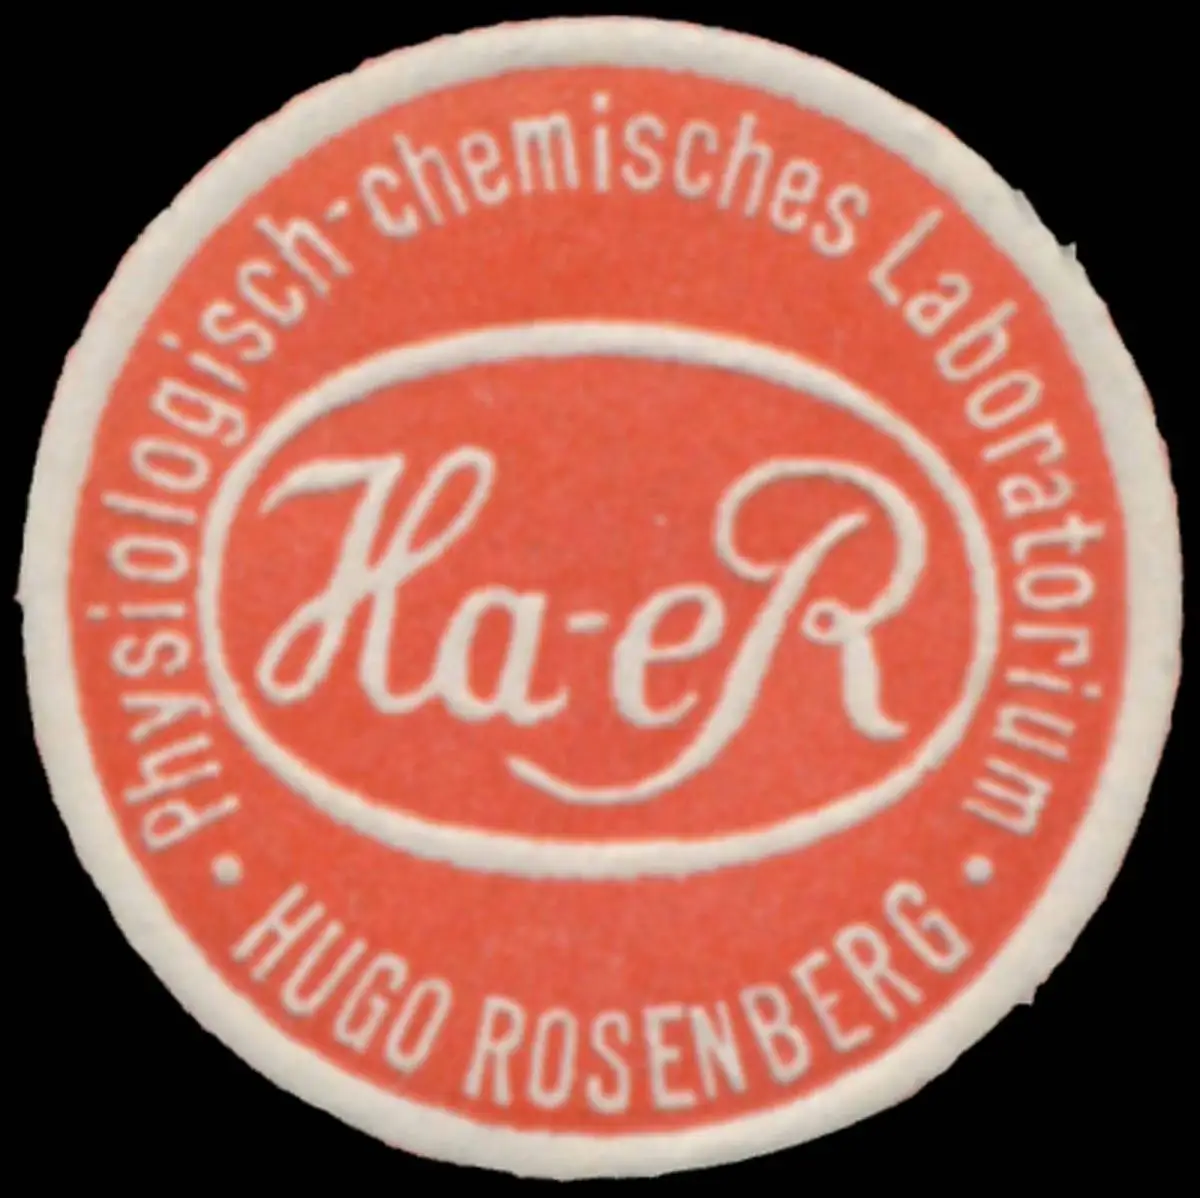 Physiologisch-chemisches Laboratorium
Ha-eR
• HUGO ROSENBERG •